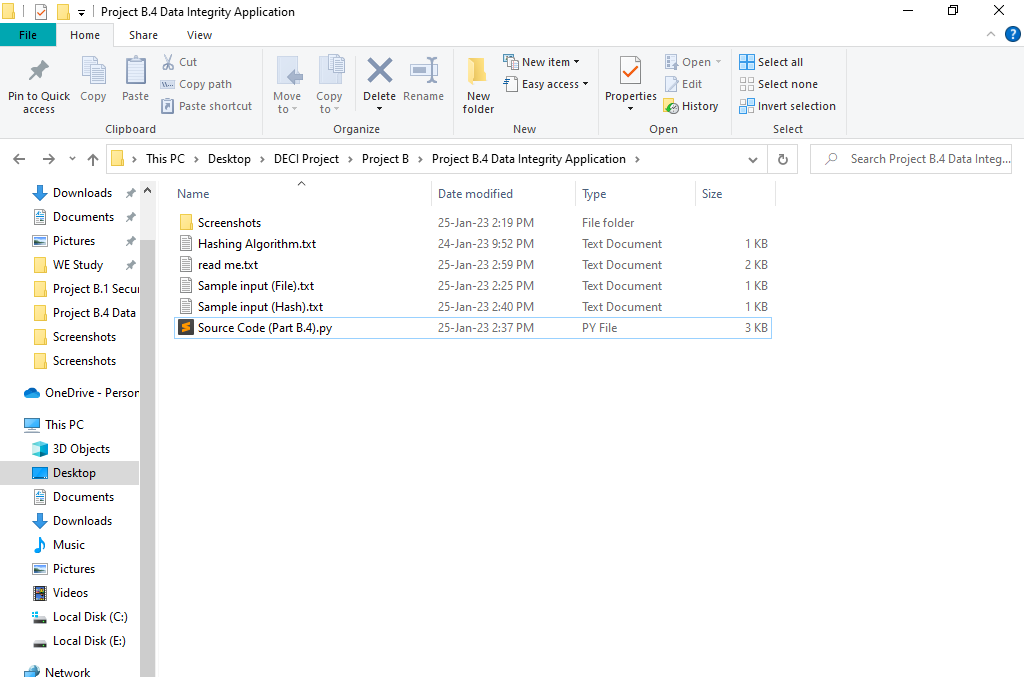 Project B.4 Data Integrity Application
File Home Share View
Pin to Quick access
Copy
Paste
Cut
Copy path
Paste shortcut
Clipboard
Move to
Copy to
Delete
Rename
Organize
New folder
New item
Easy access
New
Properties
Open
Edit
History
Open
Select all
Select none
Invert selection
Select
This PC > Desktop > DECI Project > Project B > Project B.4 Data Integrity Application >
Search Project B.4 Data Integ...
Downloads
Documents
Pictures
WE Study
Project B.1 Secur
Project B.4 Data
Screenshots
Screenshots
OneDrive - Person
This PC
3D Objects
Desktop
Documents
Downloads
Music
Pictures
Videos
Local Disk (C:)
Local Disk (E:)
Network
Name Date modified Type Size
Screenshots 25-Jan-23 2:19 PM File folder
Hashing Algorithm.txt 24-Jan-23 9:52 PM Text Document 1 KB
read me.txt 25-Jan-23 2:59 PM Text Document 2 KB
Sample input (File).txt 25-Jan-23 2:25 PM Text Document 1 KB
Sample input (Hash).txt 25-Jan-23 2:40 PM Text Document 1 KB
Source Code (Part B.4).py 25-Jan-23 2:37 PM PY File 3 KB